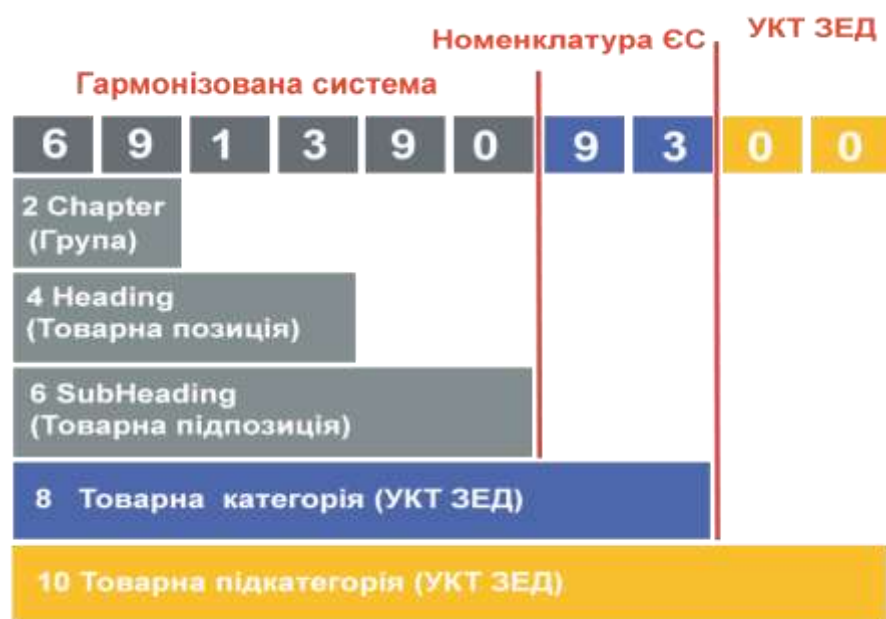 УКТ ЗЕД
Номенклатура ЄС
Гармонізована система
6 9 1 3 9 0 9 3 0 0
2 Chapter
(Група)
4 Heading
(Товарна позиція)
6 SubHeading
(Товарна підпозиція)
8 Товарна категорія (УКТ ЗЕД)
10 Товарна підкатегорія (УКТ ЗЕД)